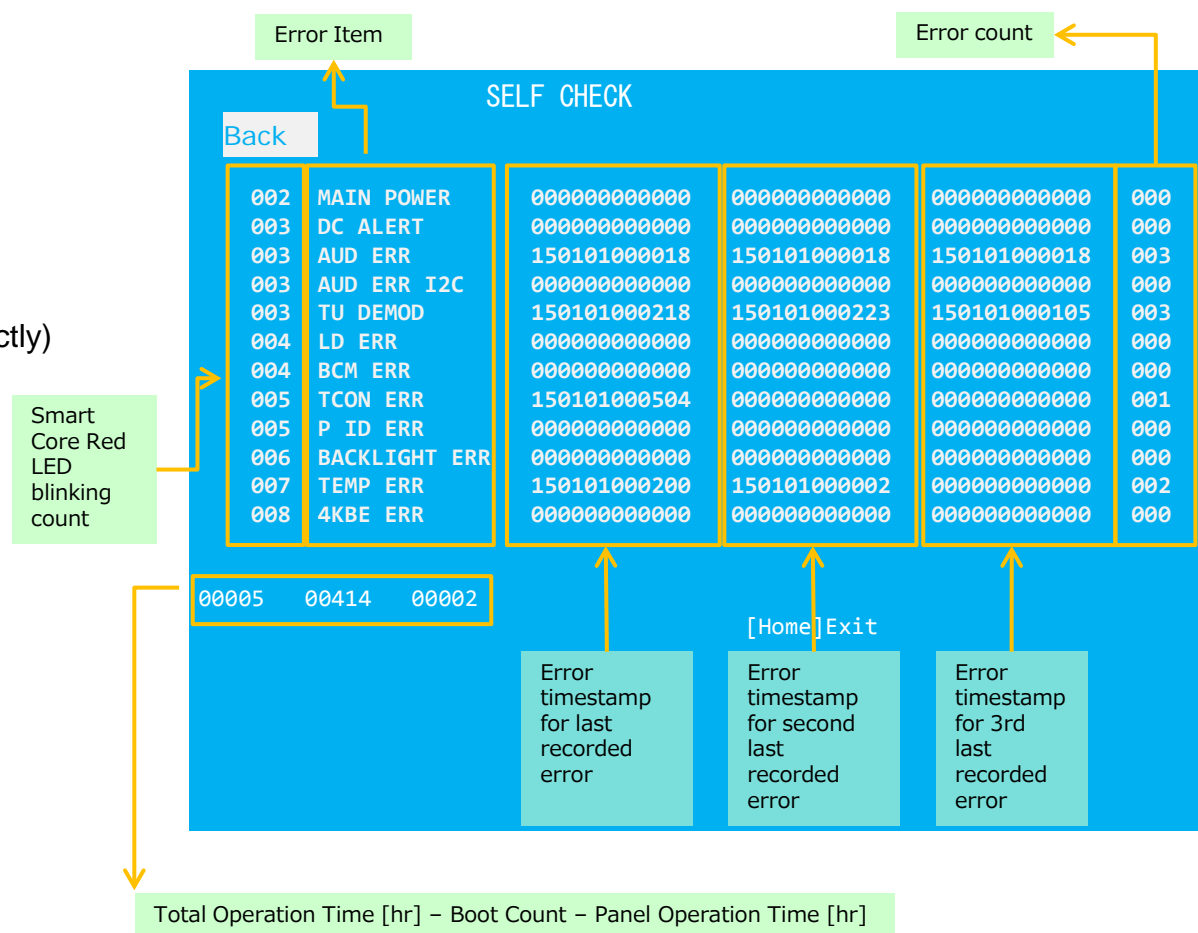 Error Item
Error count
SELF CHECK
Back
002 MAIN POWER 000000000000 000000000000 000000000000 000
003 DC ALERT 000000000000 000000000000 000000000000 000
003 AUD ERR 150101000018 150101000018 150101000018 003
003 AUD ERR I2C 000000000000 000000000000 000000000000 000
003 TU DEMOD 150101000218 150101000223 150101000105 003
004 LD ERR 000000000000 000000000000 000000000000 000
004 BCM ERR 000000000000 000000000000 000000000000 000
005 TCON ERR 150101000504 000000000000 000000000000 001
005 P ID ERR 000000000000 000000000000 000000000000 000
006 BACKLIGHT ERR 000000000000 000000000000 000000000000 000
007 TEMP ERR 150101000200 150101000002 000000000000 002
008 4KBE ERR 000000000000 000000000000 000000000000 000
ctly)
Smart
Core Red
LED
blinking
count
00005 00414 00002
[Home]Exit
Error
timestamp
for last
recorded
error
Error
timestamp
for second
last
recorded
error
Error
timestamp
for 3rd
last
recorded
error
Total Operation Time [hr] – Boot Count – Panel Operation Time [hr]